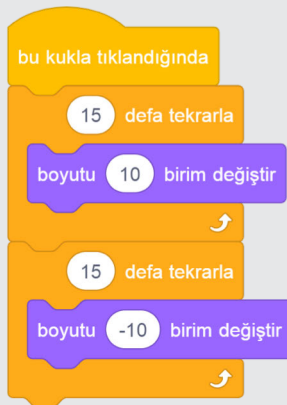 bu kukla tıklandığında
15 defa tekrarla
boyutu 10 birim değiştir
15 defa tekrarla
boyutu -10 birim değiştir